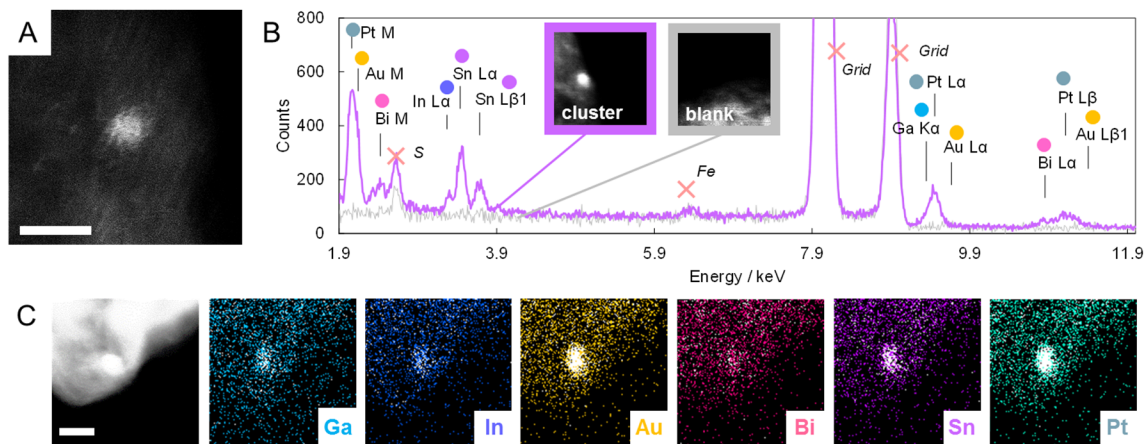 A
B
C
800
600
400
200
0
Counts
1.9
3.9
5.9
7.9
9.9
11.9
Energy / keV
Pt M
Au M
Bi M
S
In Lα
Sn Lα
Sn Lβ1
cluster
blank
Fe
Grid
Grid
Pt Lα
Ga Kα
Au Lα
Pt Lβ
Au Lβ1
Bi Lα
Ga
In
Au
Bi
Sn
Pt